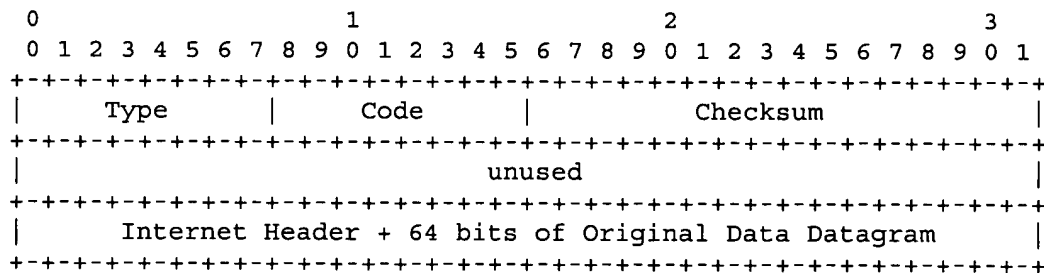 0                   1                   2                   3
0 1 2 3 4 5 6 7 8 9 0 1 2 3 4 5 6 7 8 9 0 1 2 3 4 5 6 7 8 9 0 1
+-+-+-+-+-+-+-+-+-+-+-+-+-+-+-+-+-+-+-+-+-+-+-+-+-+-+-+-+-+-+-+-+
|     Type      |     Code      |          Checksum             |
+-+-+-+-+-+-+-+-+-+-+-+-+-+-+-+-+-+-+-+-+-+-+-+-+-+-+-+-+-+-+-+-+
|                             unused                            |
+-+-+-+-+-+-+-+-+-+-+-+-+-+-+-+-+-+-+-+-+-+-+-+-+-+-+-+-+-+-+-+-+
|      Internet Header + 64 bits of Original Data Datagram      |
+-+-+-+-+-+-+-+-+-+-+-+-+-+-+-+-+-+-+-+-+-+-+-+-+-+-+-+-+-+-+-+-+